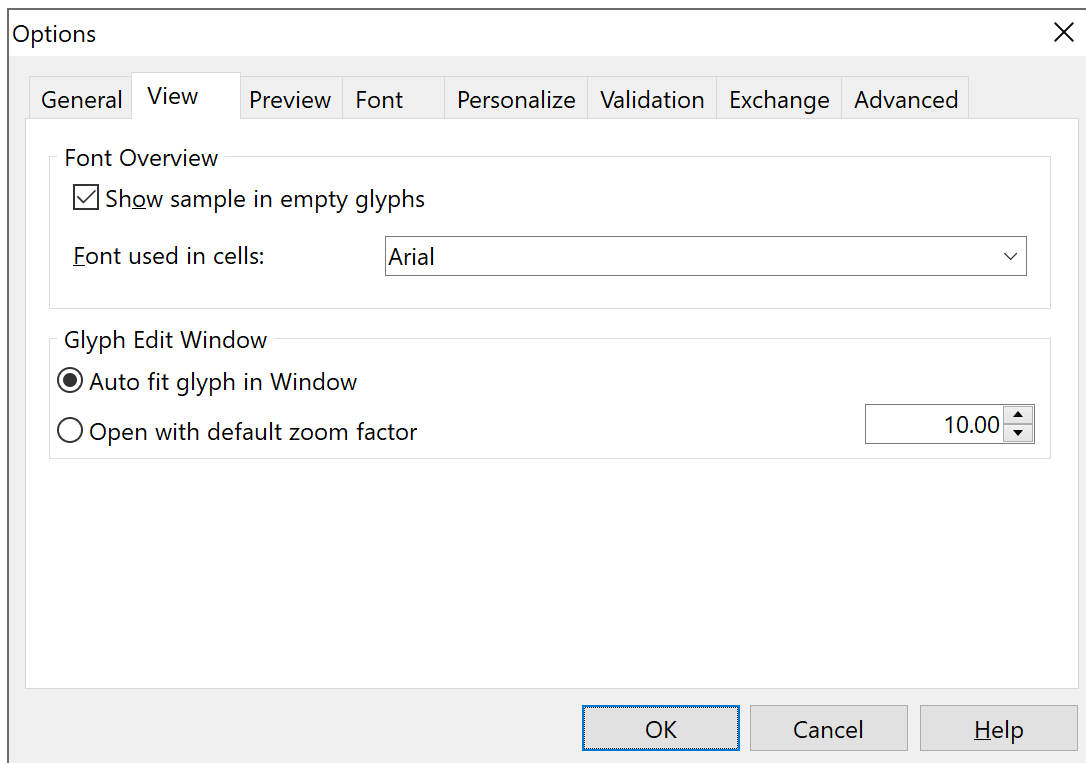 Options
General View Preview Font Personalize Validation Exchange Advanced
Font Overview
Show sample in empty glyphs
Font used in cells: Arial
Glyph Edit Window
Auto fit glyph in Window
Open with default zoom factor 10.00
OK Cancel Help